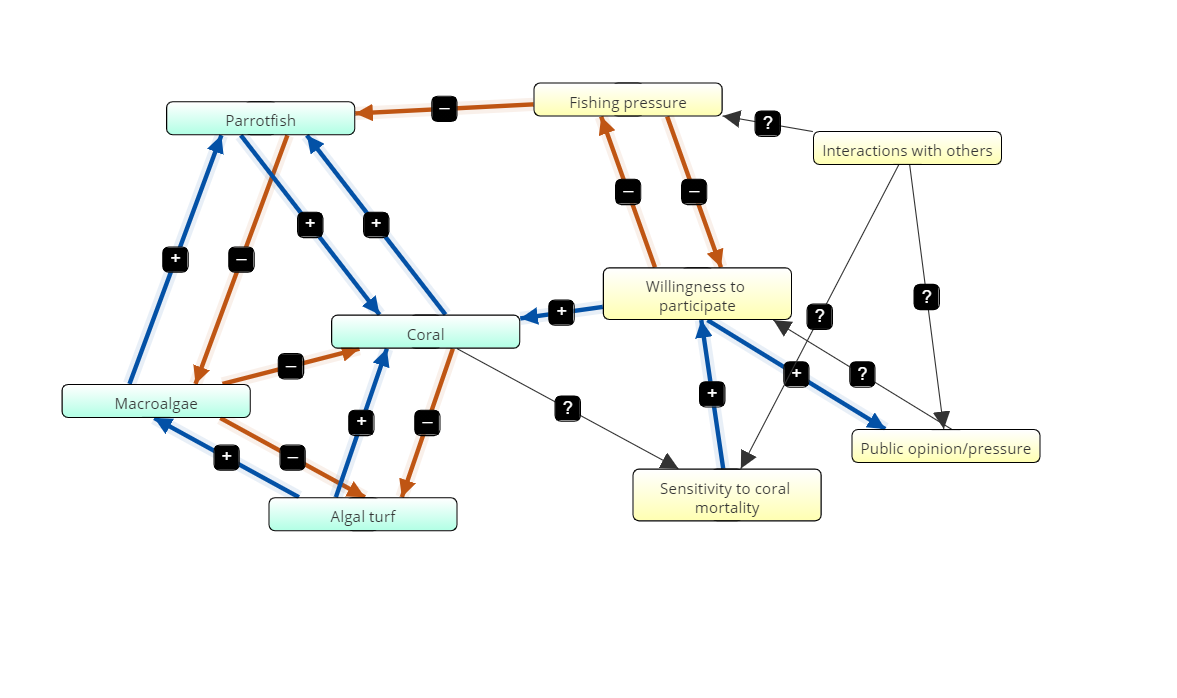 Fishing pressure
–
Parrotfish
?
Interactions with others
–
–
+
+
+
–
Willingness to
participate
?
+
?
Coral
–
+
?
+
Macroalgae
?
+
–
Public opinion/pressure
+
–
Sensitivity to coral
mortality
Algal turf